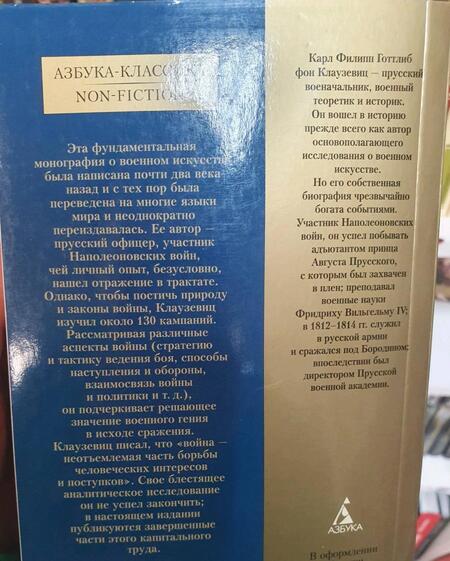 АЗБУКА-КЛАССИКА
NON-FICTION
Эта фундаментальная
монография о военном искусстве
была написана почти два века
назад и с тех пор была
переведена на многие языки
мира и неоднократно
переиздавалась. Ее автор —
прусский офицер, участник
Наполеоновских войн,
чей личный опыт, безусловно,
нашел отражение в трактате.
Однако, чтобы постичь природу
и законы войны, Клаузевиц
изучил около 130 кампаний.
Рассматривая различные
аспекты войны (стратегию
и тактику ведения боя, способы
наступления и обороны,
взаимосвязь войны
и политики и т. д.),
он подчеркивает решающее
значение военного гения
в исходе сражения.
Клаузевиц писал, что «война —
неотъемлемая часть борьбы
человеческих интересов
и поступков». Свое блестящее
аналитическое исследование
он не успел закончить;
в настоящем издании
публикуются завершенные
части этого капитального
труда.
Карл Филипп Готтлиб
фон Клаузевиц — прусский
военачальник, военный
теоретик и историк.
Он вошел в историю
прежде всего как автор
основополагающего
исследования о военном
искусстве.
Но его собственная
биография чрезвычайно
богата событиями.
Участник Наполеоновских
войн, он успел побывать
адъютантом принца
Августа Прусского,
с которым был захвачен
в плен; преподавал
военные науки
Фридриху Вильгельму IV;
в 1812–1814 гг. служил
в русской армии
и сражался под Бородином;
впоследствии был
директором Прусской
военной академии.
АЗБУКА
В оформлении